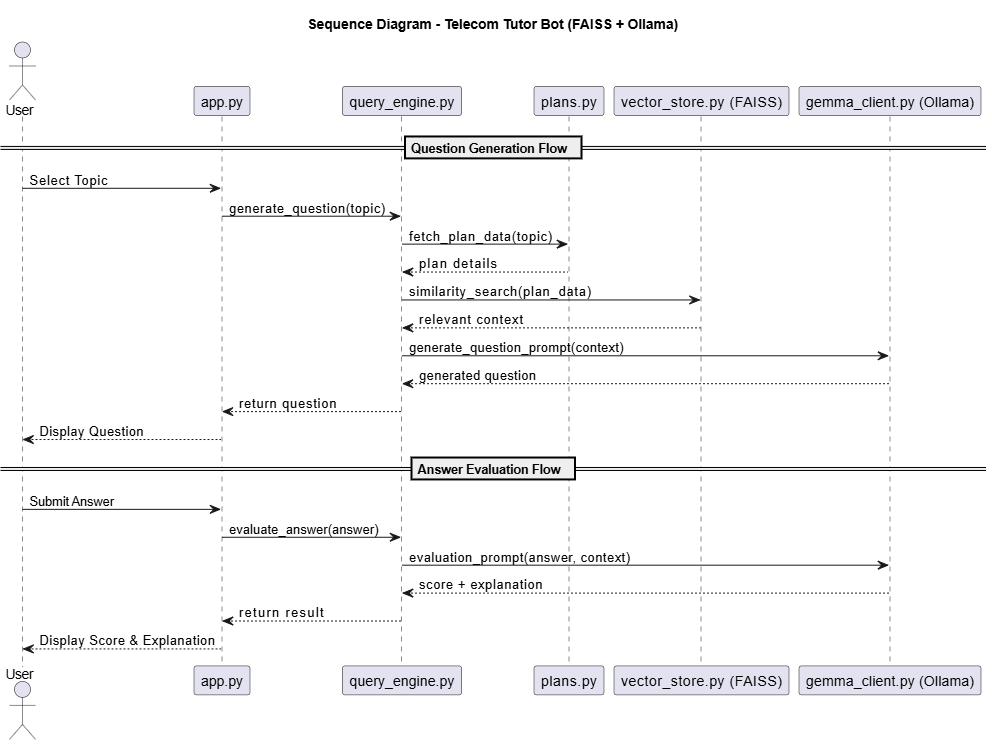 Sequence Diagram - Telecom Tutor Bot (FAISS + Ollama)
User
app.py
query_engine.py
plans.py
vector_store.py (FAISS)
gemma_client.py (Ollama)
Question Generation Flow
Select Topic
generate_question(topic)
fetch_plan_data(topic)
plan details
similarity_search(plan_data)
relevant context
generate_question_prompt(context)
generated question
return question
Display Question
Answer Evaluation Flow
Submit Answer
evaluate_answer(answer)
evaluation_prompt(answer, context)
score + explanation
return result
Display Score & Explanation
User
app.py
query_engine.py
plans.py
vector_store.py (FAISS)
gemma_client.py (Ollama)